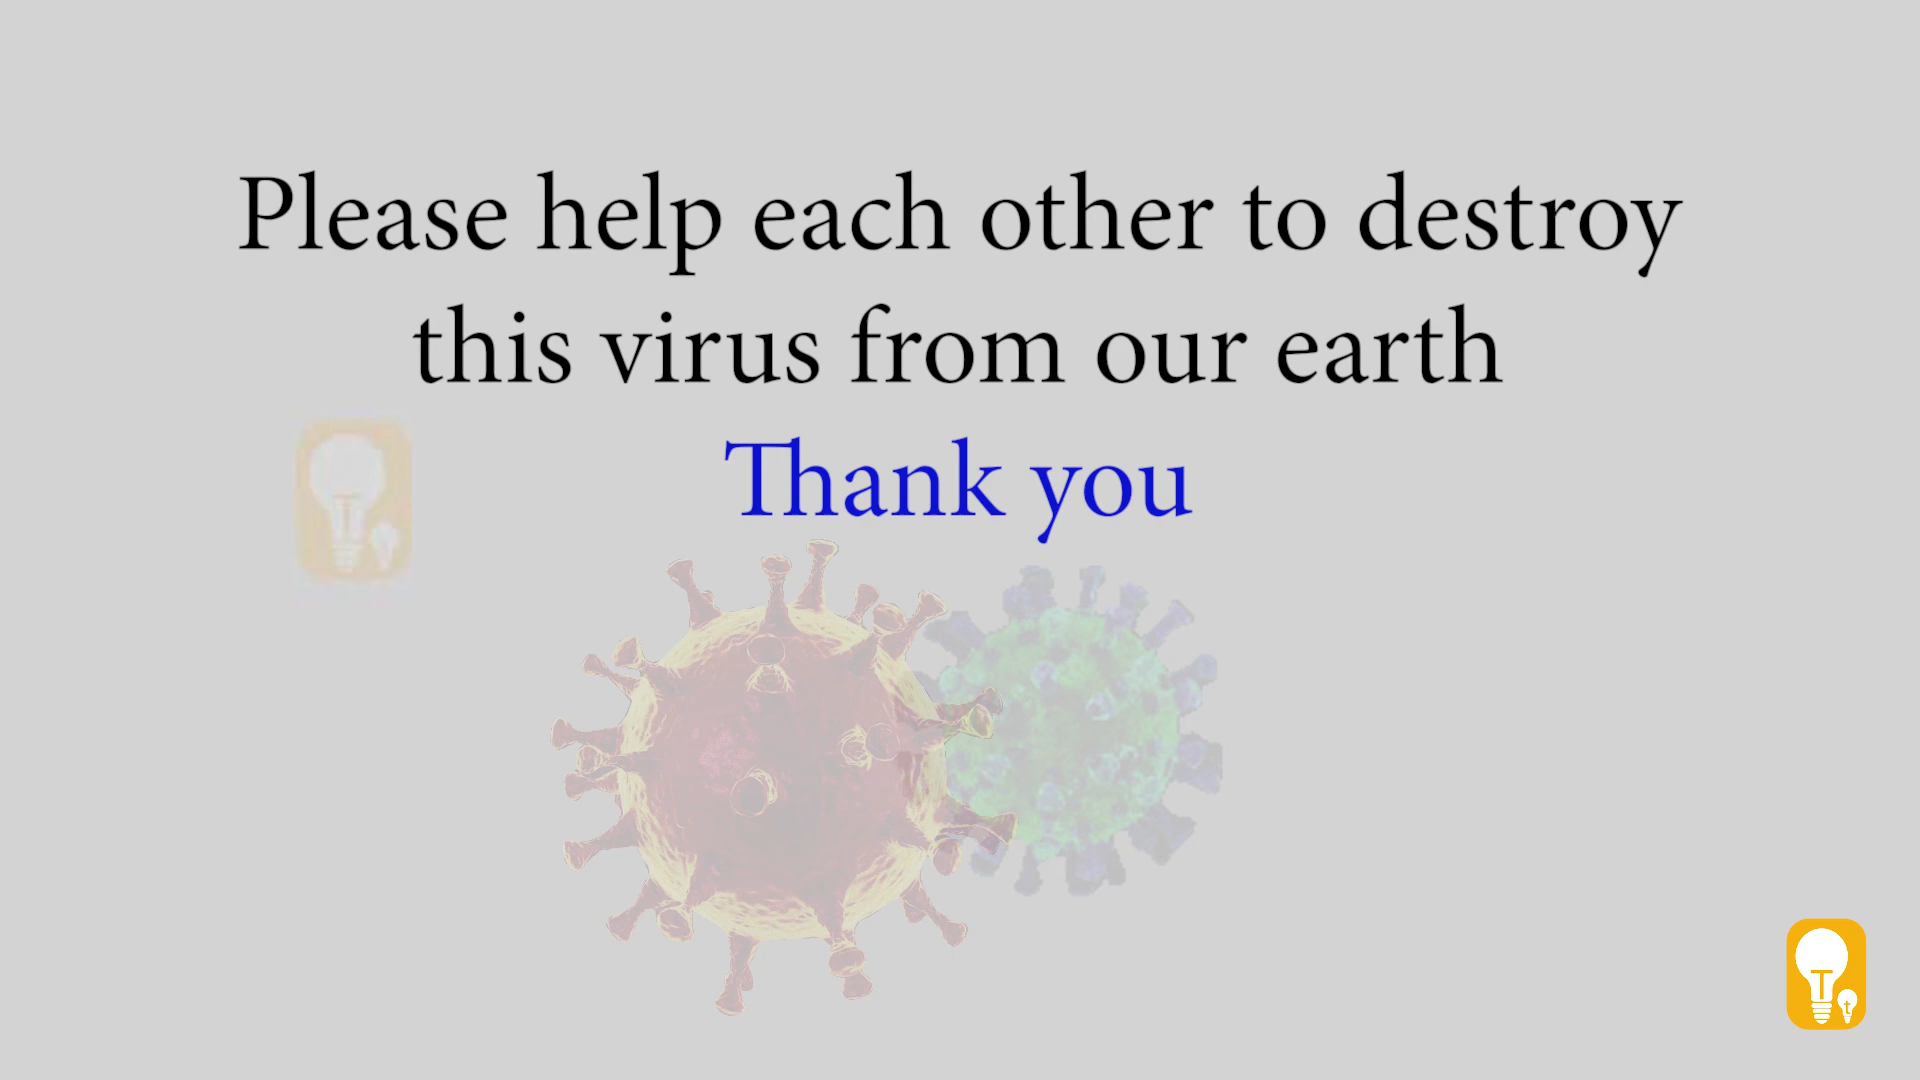 Please help each other to destroy
this virus from our earth
Thank you
T
t